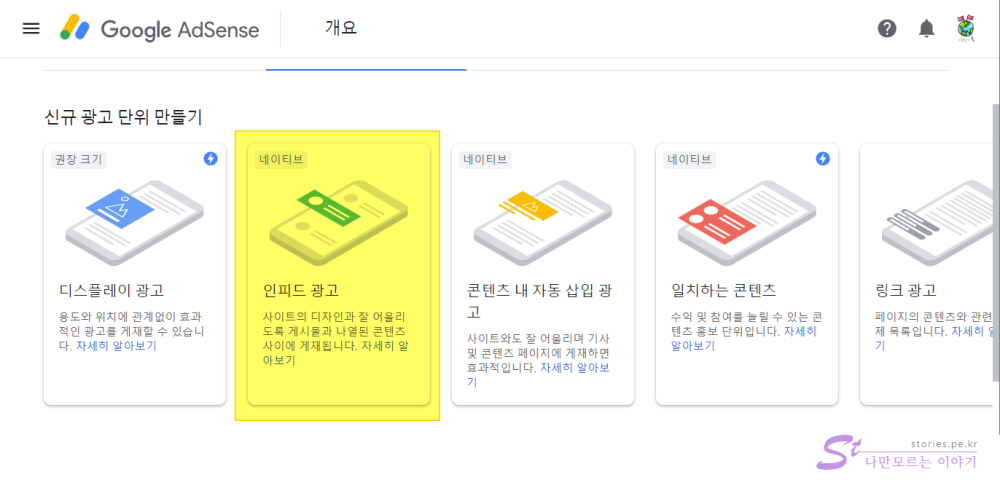 Google AdSense
개요
신규 광고 단위 만들기
권장 크기
디스플레이 광고
용도와 위치에 관계없이 효과
적인 광고를 게재할 수 있습니
다. 자세히 알아보기
네이티브
인피드 광고
사이트의 디자인과 잘 어울리
도록 게시물과 나열된 콘텐츠
사이에 게재됩니다. 자세히 알
아보기
네이티브
콘텐츠 내 자동 삽입 광
고
사이트와도 잘 어울리며 기사
및 콘텐츠 페이지에 게재하면
효과적입니다. 자세히 알아보
기
네이티브
일치하는 콘텐츠
수익 및 참여를 늘릴 수 있는 콘
텐츠 홍보 단위입니다. 자세히
알아보기
링크 광고
페이지의 콘텐츠와 관련
제 목록입니다. 자세히 알
기
St
stories.pe.kr
나만모르는 이야기